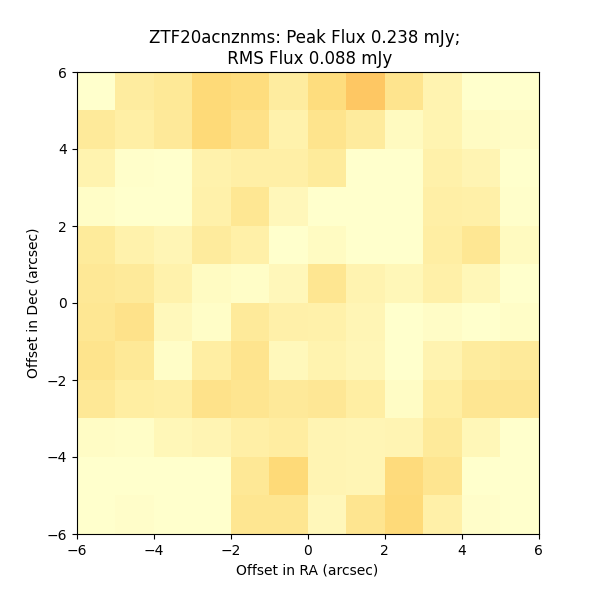 ZTF20acnznms: Peak Flux 0.238 mJy;
RMS Flux 0.088 mJy
6
4
2
0
−2
−4
−6
Offset in Dec (arcsec)
−6 −4 −2 0 2 4 6
Offset in RA (arcsec)